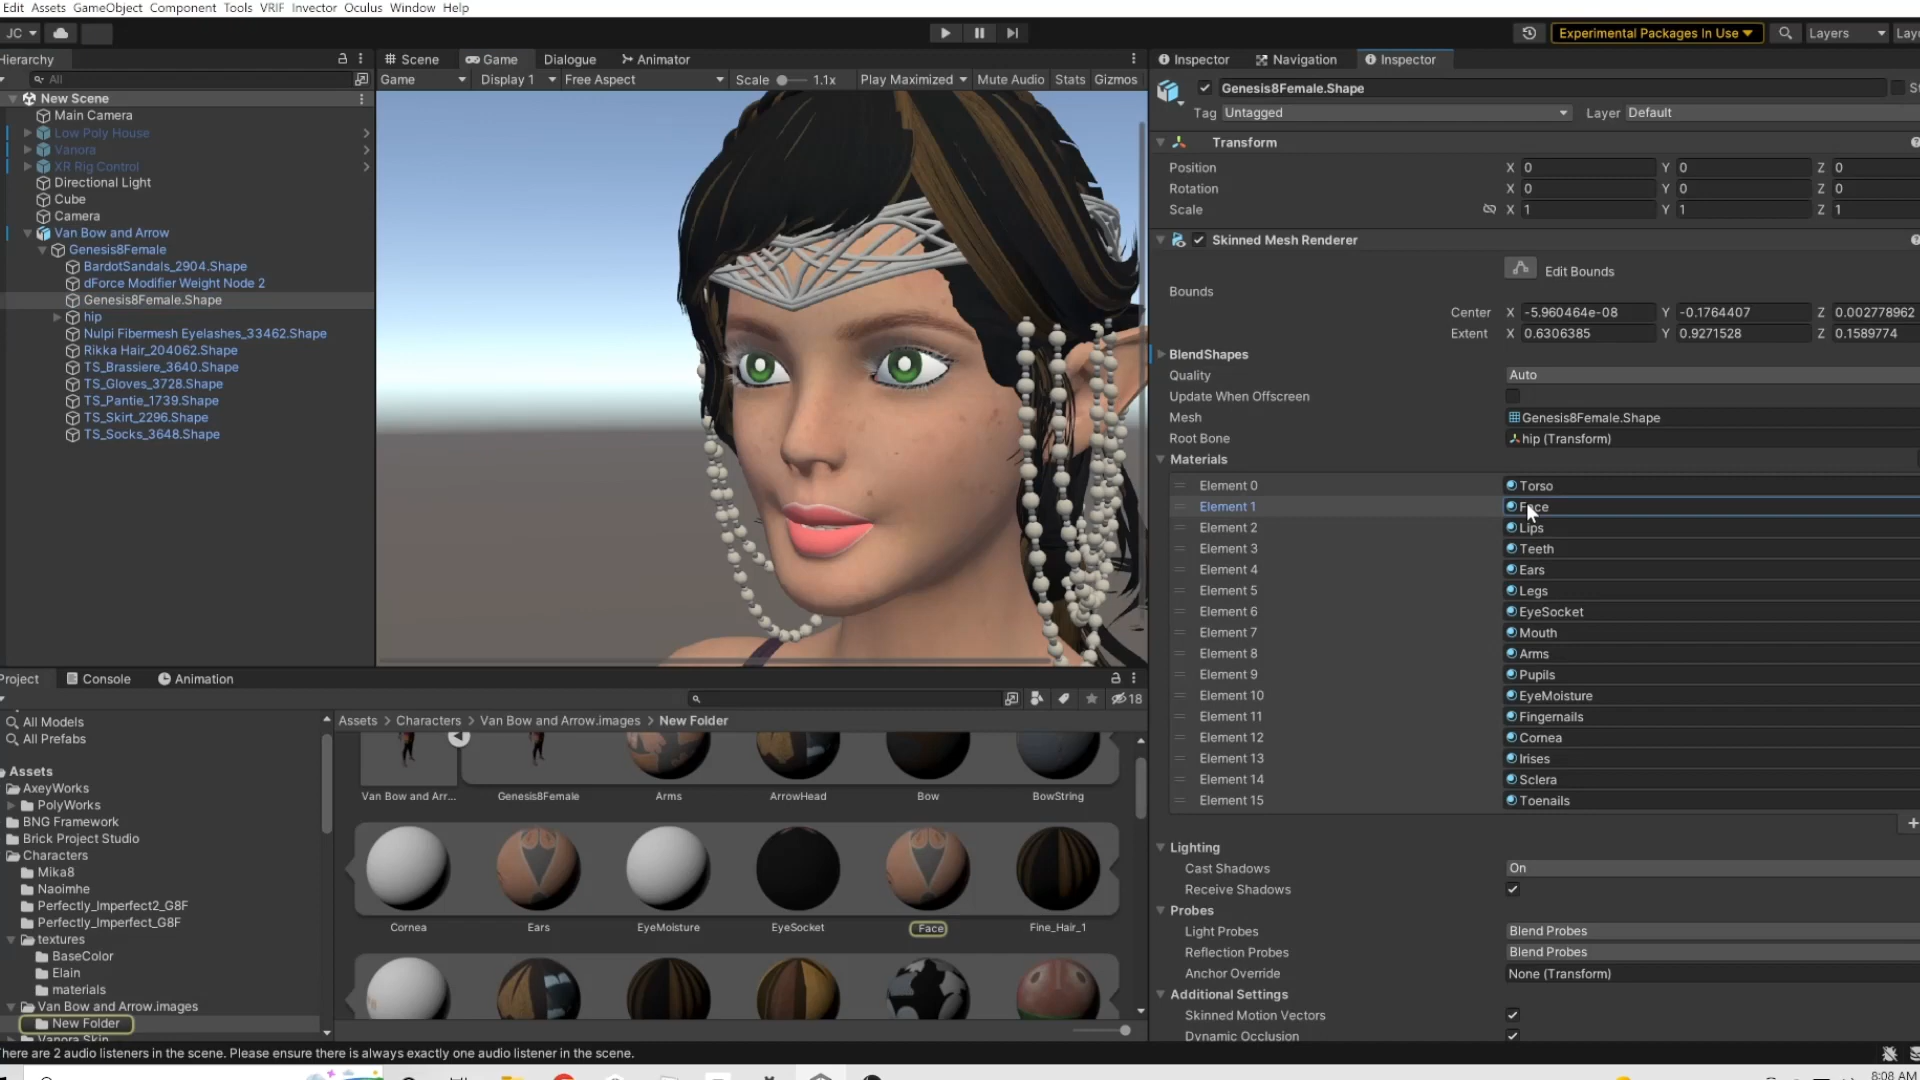 Edit Assets GameObject Component Tools VRIF Invector Oculus Window Help
JC
Experimental Packages In Use
Layers
Hierarchy
Scene Game Dialogue Animator
Inspector Navigation Inspector
All
Game Display 1 Free Aspect Scale 1.1x Play Maximized Mute Audio Stats Gizmos
New Scene
Main Camera
Low Poly House
Vanora
XR Rig Control
Directional Light
Cube
Camera
Van Bow and Arrow
Genesis8Female
BardotSandals_2904.Shape
dForce Modifier Weight Node 2
Genesis8Female.Shape
hip
Nulpi Fibermesh Eyelashes_33462.Shape
Rikka Hair_204062.Shape
TS_Brassiere_3640.Shape
TS_Gloves_3728.Shape
TS_Pantie_1739.Shape
TS_Skirt_2296.Shape
TS_Socks_3648.Shape
Genesis8Female.Shape
Tag Untagged Layer Default
Transform
Position X 0 Y 0 Z 0
Rotation X 0 Y 0 Z 0
Scale X 1 Y 1 Z 1
Skinned Mesh Renderer
Edit Bounds
Bounds
Center X -5.960464e-08 Y -0.1764407 Z 0.002778962
Extent X 0.6306385 Y 0.9271528 Z 0.1589774
BlendShapes
Quality Auto
Update When Offscreen
Mesh Genesis8Female.Shape
Root Bone hip (Transform)
Materials
Element 0 Torso
Element 1 Face
Element 2 Lips
Element 3 Teeth
Element 4 Ears
Element 5 Legs
Element 6 EyeSocket
Element 7 Mouth
Element 8 Arms
Element 9 Pupils
Element 10 EyeMoisture
Element 11 Fingernails
Element 12 Cornea
Element 13 Irises
Element 14 Sclera
Element 15 Toenails
Lighting
Cast Shadows On
Receive Shadows
Probes
Light Probes Blend Probes
Reflection Probes Blend Probes
Anchor Override None (Transform)
Additional Settings
Skinned Motion Vectors
Dynamic Occlusion
Project Console Animation
18
All Models
All Prefabs
Assets
AxeyWorks
PolyWorks
BNG Framework
Brick Project Studio
Characters
Mika8
Naoimhe
Perfectly_Imperfect2_G8F
Perfectly_Imperfect_G8F
textures
BaseColor
Elain
materials
Van Bow and Arrow.images
New Folder
Vanora Skin
Assets > Characters > Van Bow and Arrow.images > New Folder
Van Bow and Arr... Genesis8Female Arms ArrowHead Bow BowString
Cornea Ears EyeMoisture EyeSocket Face Fine_Hair_1
here are 2 audio listeners in the scene. Please ensure there is always exactly one audio listener in the scene.
8:08 AM